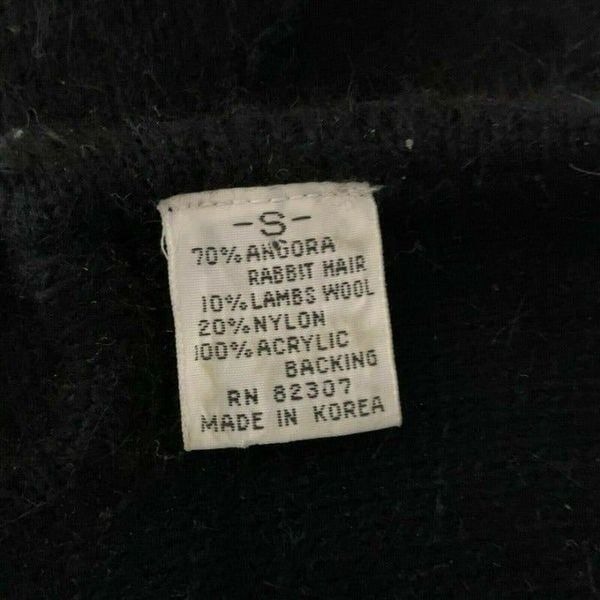 -S-
70% ANGORA
RABBIT HAIR
10% LAMBS WOOL
20% NYLON
100% ACRYLIC
BACKING
RN 82307
MADE IN KOREA